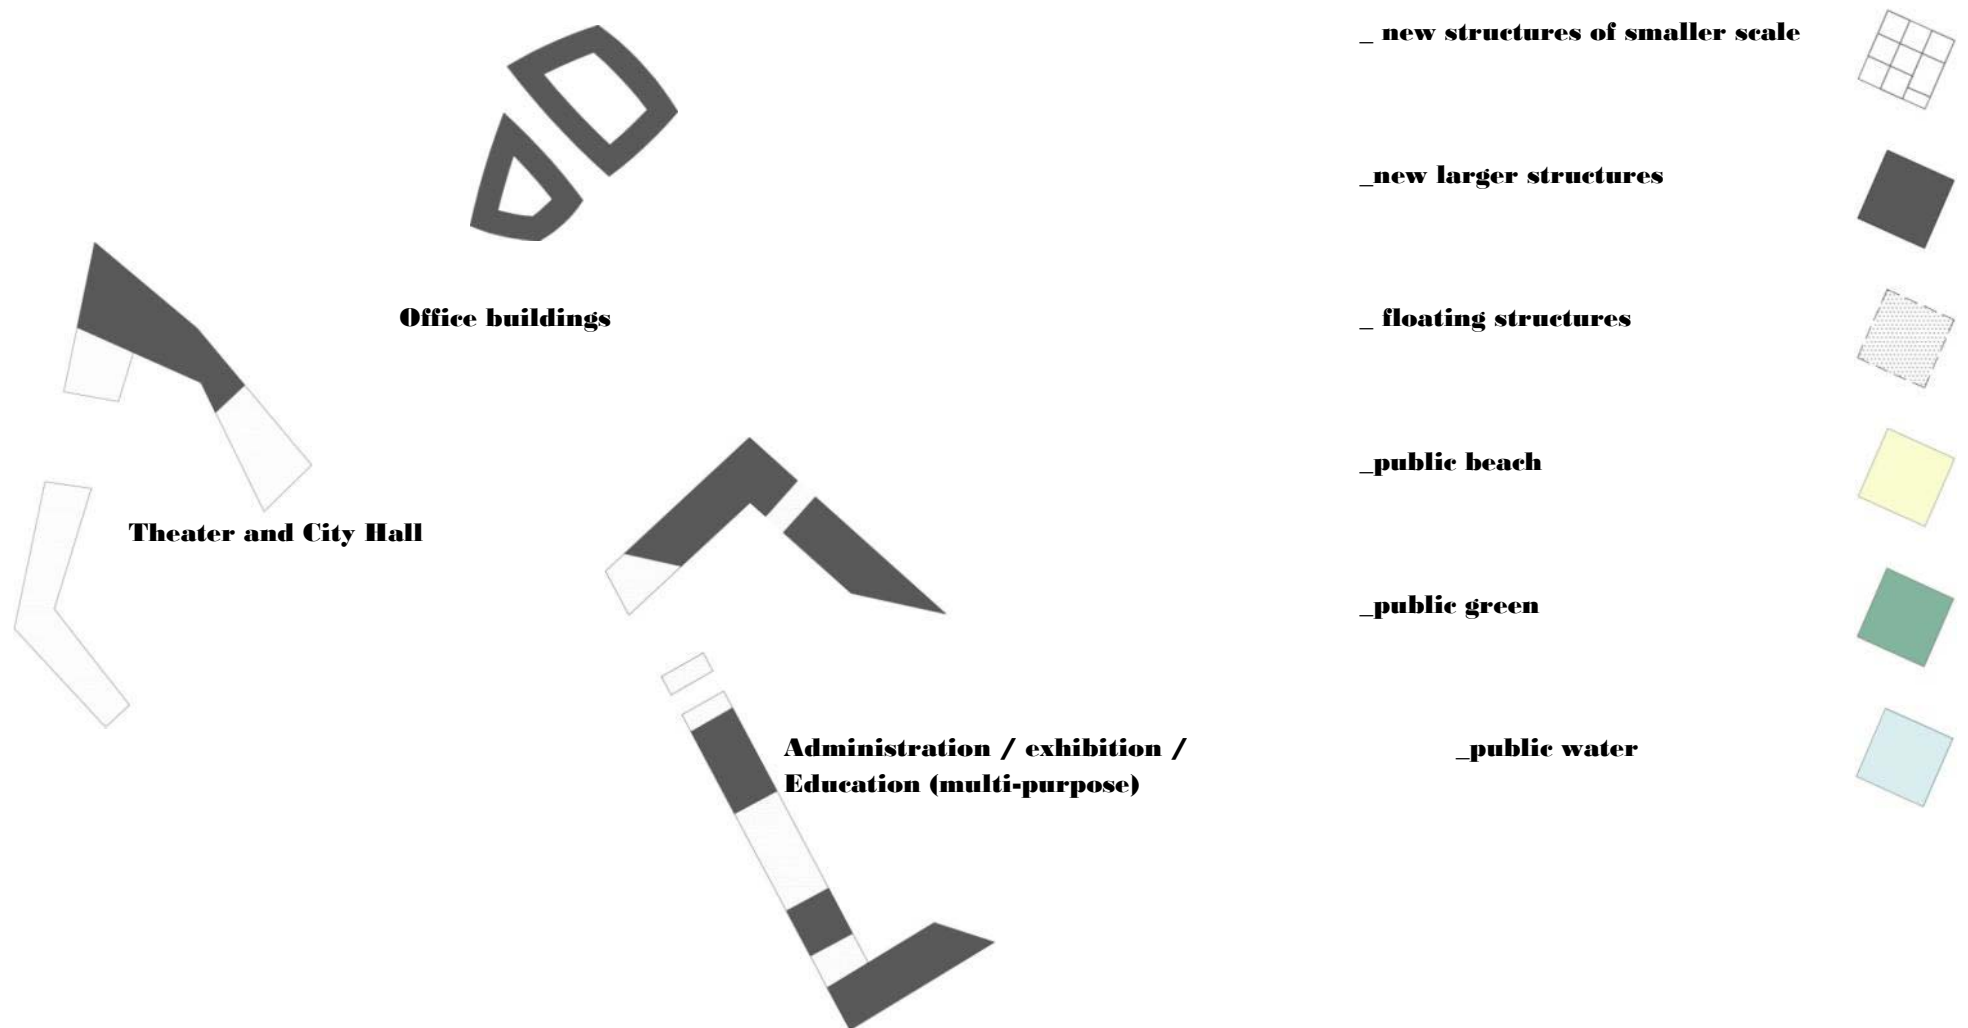 _ new structures of smaller scale
_new larger structures
Office buildings
_ floating structures
_public beach
Theater and City Hall
_public green
Administration / exhibition /
Education (multi-purpose)
_public water